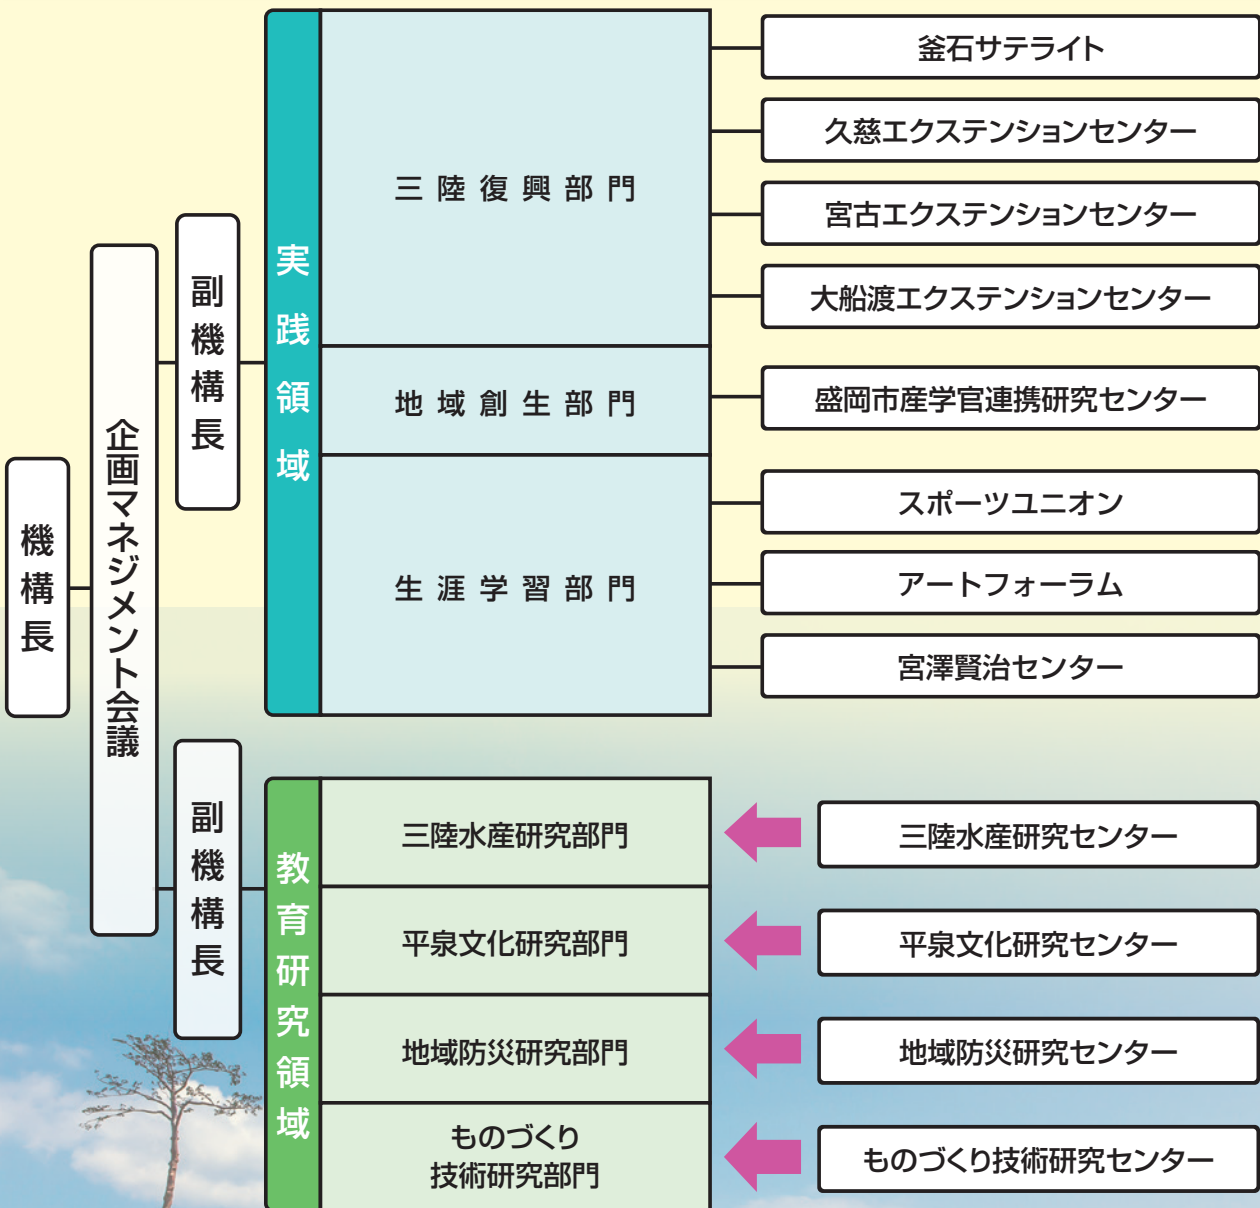 機構長
企画マネジメント会議
副機構長
実践領域
三陸復興部門
釜石サテライト
久慈エクステンションセンター
宮古エクステンションセンター
大船渡エクステンションセンター
地域創生部門
盛岡市産学官連携研究センター
生涯学習部門
スポーツユニオン
アートフォーラム
宮澤賢治センター
副機構長
教育研究領域
三陸水産研究部門
三陸水産研究センター
平泉文化研究部門
平泉文化研究センター
地域防災研究部門
地域防災研究センター
ものづくり
技術研究部門
ものづくり技術研究センター